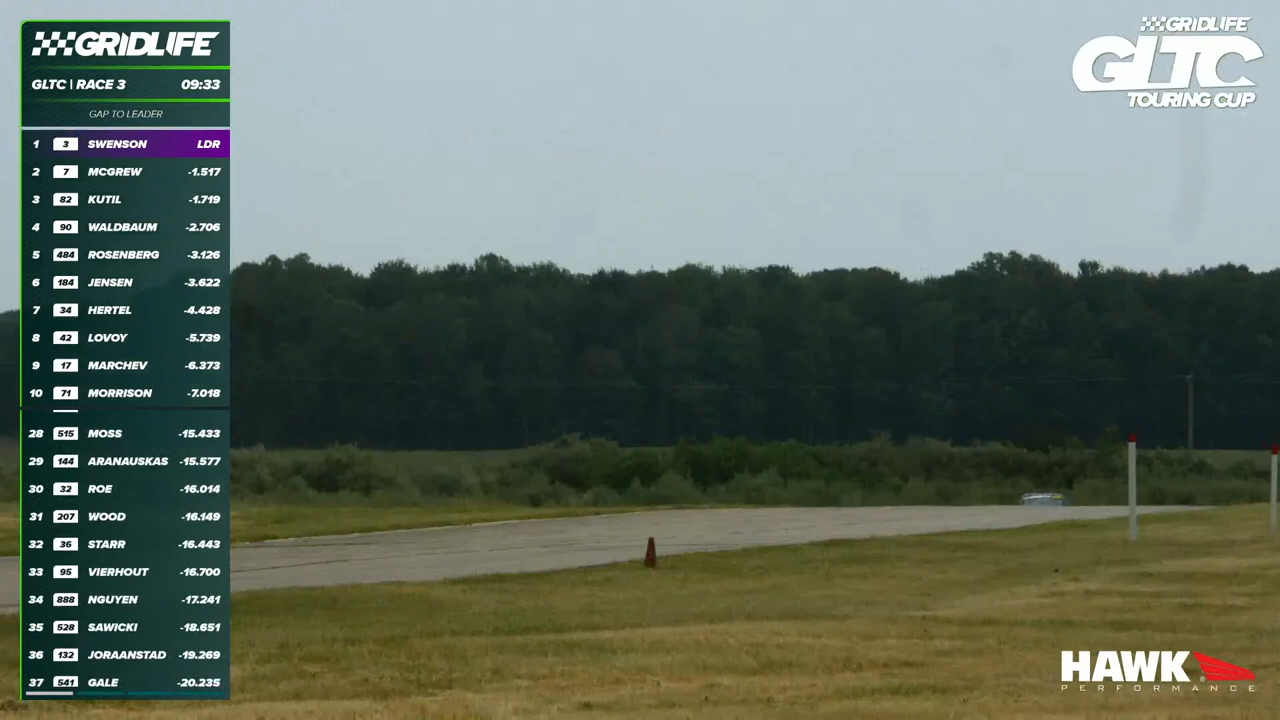 GRIDLIFE
GLTC | RACE 3 09:33
GAP TO LEADER
1 3 SWENSON LDR
2 7 MCGREW -1.517
3 82 KUTIL -1.719
4 90 WALDBAUM -2.706
5 484 ROSENBERG -3.126
6 184 JENSEN -3.622
7 34 HERTEL -4.428
8 42 LOVOY -5.739
9 17 MARCHEV -6.373
10 71 MORRISON -7.018
28 515 MOSS -15.433
29 144 ARANAUSKAS -15.577
30 32 ROE -16.014
31 207 WOOD -16.149
32 36 STARR -16.443
33 95 VIERHOUT -16.700
34 888 NGUYEN -17.241
35 528 SAWICKI -18.651
36 132 JORAANSTAD -19.269
37 541 GALE -20.235
GRIDLIFE
GLTC
TOURING CUP
HAWK
PERFORMANCE